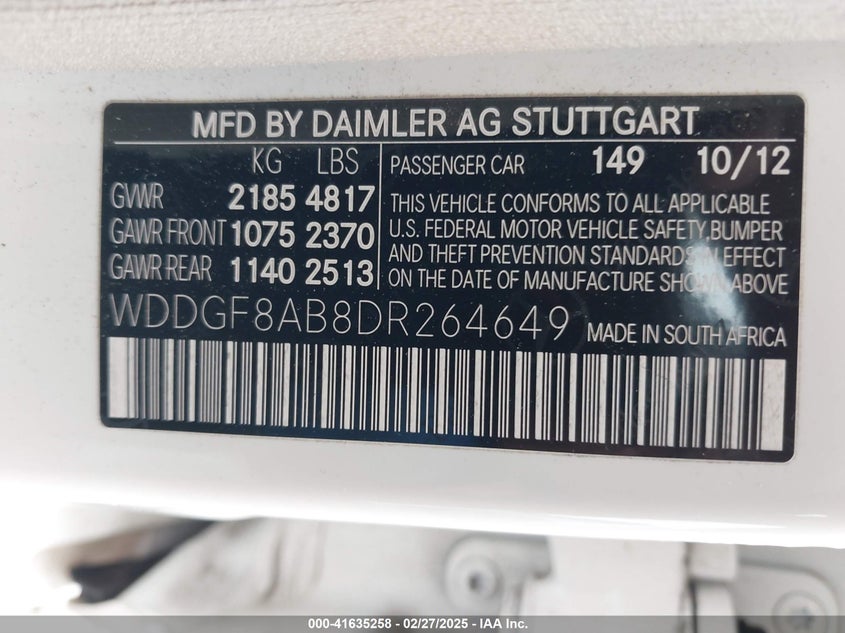 MFD BY DAIMLER AG STUTTGART
KG LBS
GVWR 2185 4817
GAWR FRONT 1075 2370
GAWR REAR 1140 2513
PASSENGER CAR 149 10/12
THIS VEHICLE CONFORMS TO ALL APPLICABLE
U.S. FEDERAL MOTOR VEHICLE SAFETY, BUMPER
AND THEFT PREVENTION STANDARDS IN EFFECT
ON THE DATE OF MANUFACTURE SHOWN ABOVE
WDDGF8AB8DR264649 MADE IN SOUTH AFRICA
000-41635258 - 02/27/2025 - IAA Inc.